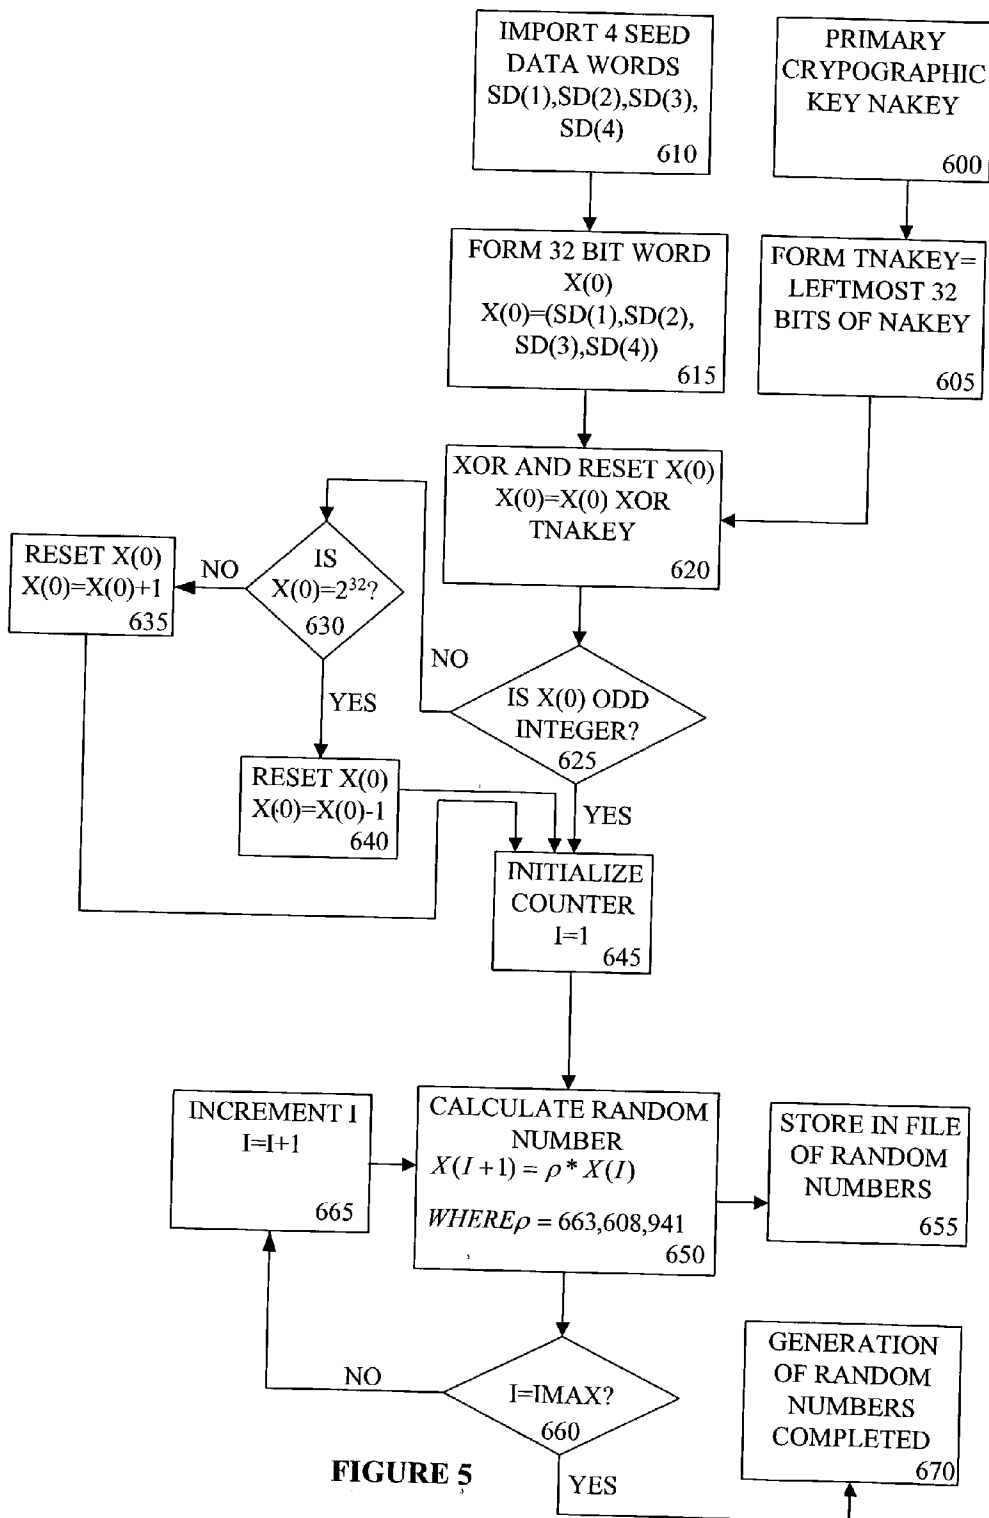 IMPORT 4 SEED
DATA WORDS
SD(1),SD(2),SD(3),
SD(4)
610
PRIMARY
CRYPOGRAPHIC
KEY NAKEY
600
FORM 32 BIT WORD
X(0)
X(0)=(SD(1),SD(2),
SD(3),SD(4))
615
FORM TNAKEY=
LEFTMOST 32
BITS OF NAKEY
605
XOR AND RESET X(0)
X(0)=X(0) XOR
TNAKEY
620
RESET X(0)
X(0)=X(0)+1
635
NO
IS
X(0)=2³²?
630
YES
NO
IS X(0) ODD
INTEGER?
625
YES
RESET X(0)
X(0)=X(0)-1
640
INITIALIZE
COUNTER
I=1
645
INCREMENT I
I=I+1
665
CALCULATE RANDOM
NUMBER
X(I+1) = ρ* X(I)
WHEREρ = 663,608,941
650
STORE IN FILE
OF RANDOM
NUMBERS
655
NO
I=IMAX?
660
YES
GENERATION
OF RANDOM
NUMBERS
COMPLETED
670
FIGURE 5